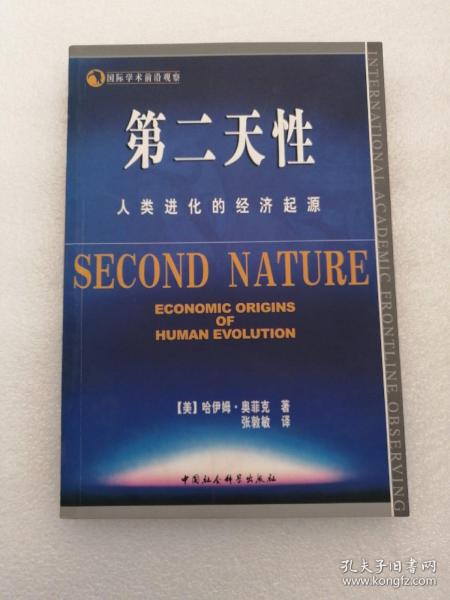 国际学术前沿观察
第二天性
人类进化的经济起源
SECOND NATURE
ECONOMIC ORIGINS
OF
HUMAN EVOLUTION
【美】哈伊姆·奥菲克 著
张敦敏 译
中国社会科学出版社
INTERNATIONAL ACADEMIC FRONTLINE OBSERVING
孔夫子旧书网
www.kongfz.com